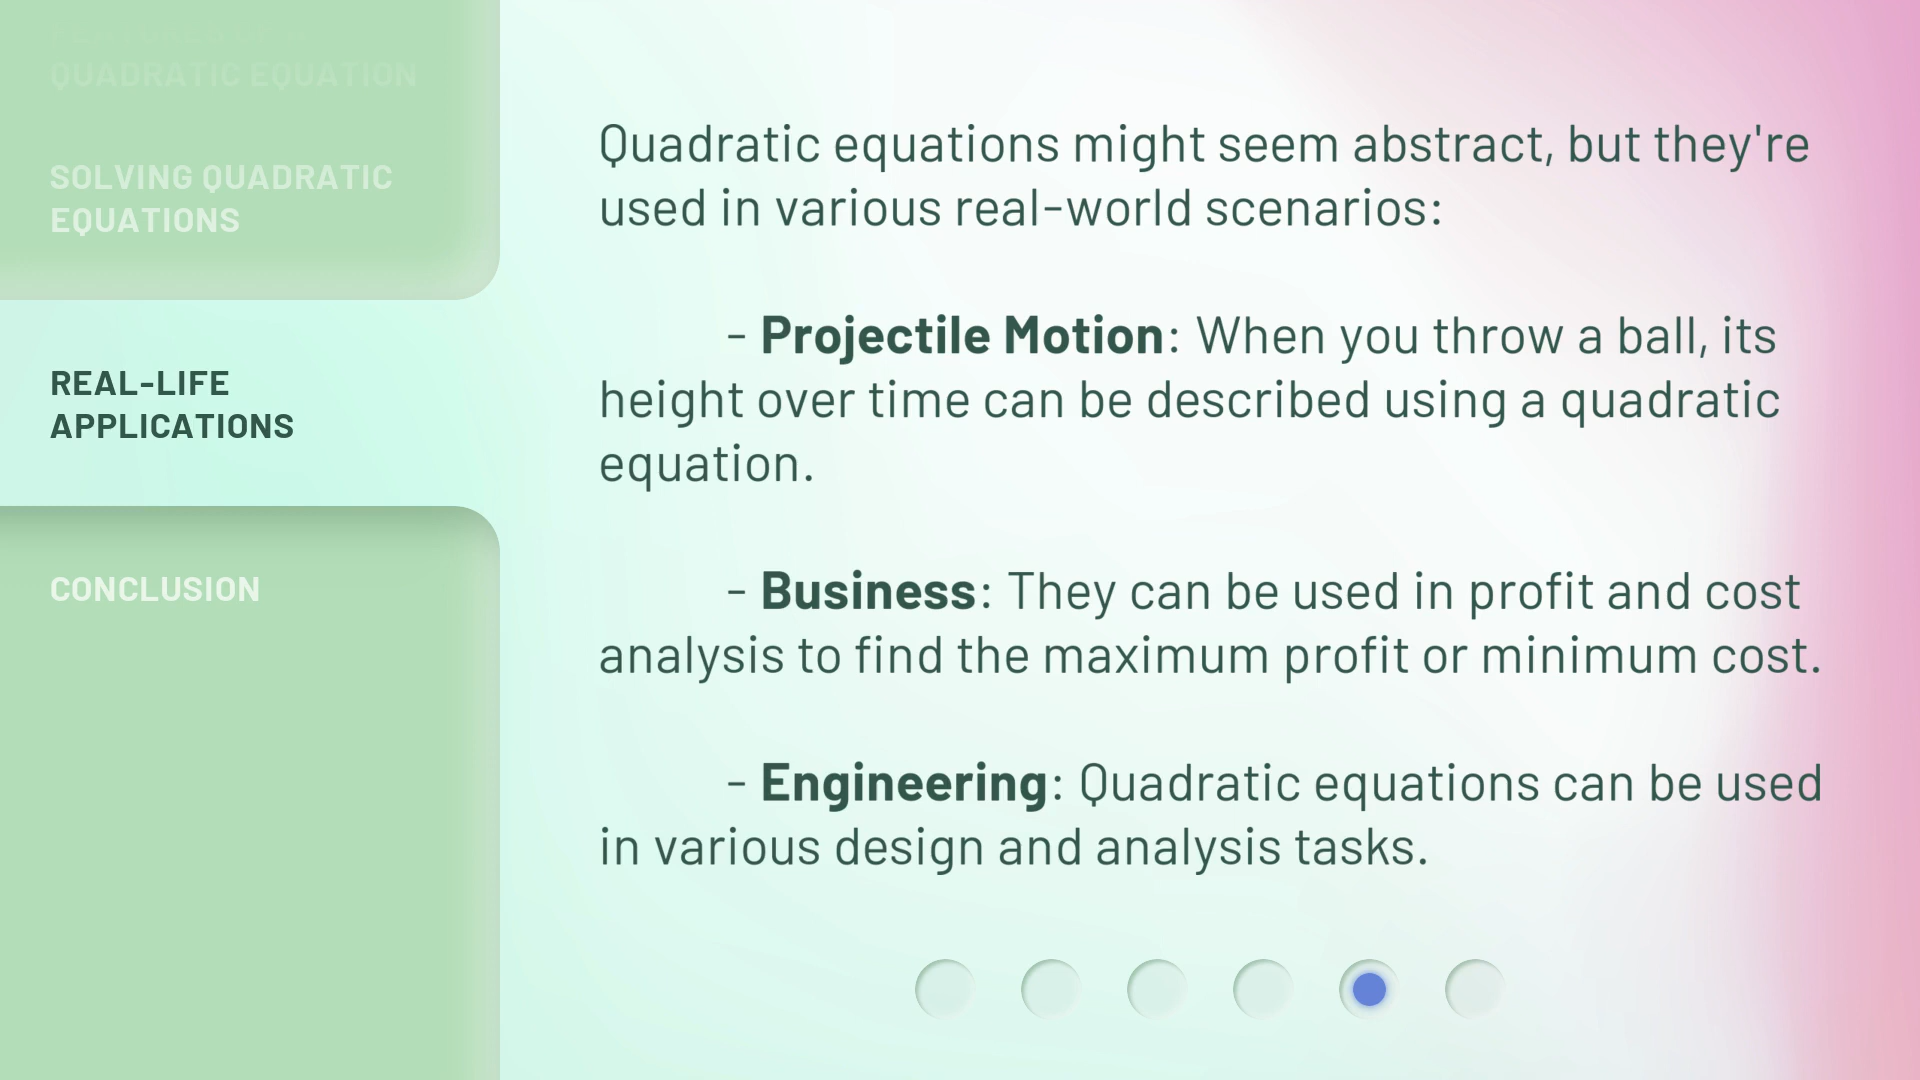 QUADRATIC EQUATION
SOLVING QUADRATIC
EQUATIONS
REAL-LIFE
APPLICATIONS
CONCLUSION
Quadratic equations might seem abstract, but they're
used in various real-world scenarios:
- Projectile Motion: When you throw a ball, its
height over time can be described using a quadratic
equation.
- Business: They can be used in profit and cost
analysis to find the maximum profit or minimum cost.
- Engineering: Quadratic equations can be used
in various design and analysis tasks.